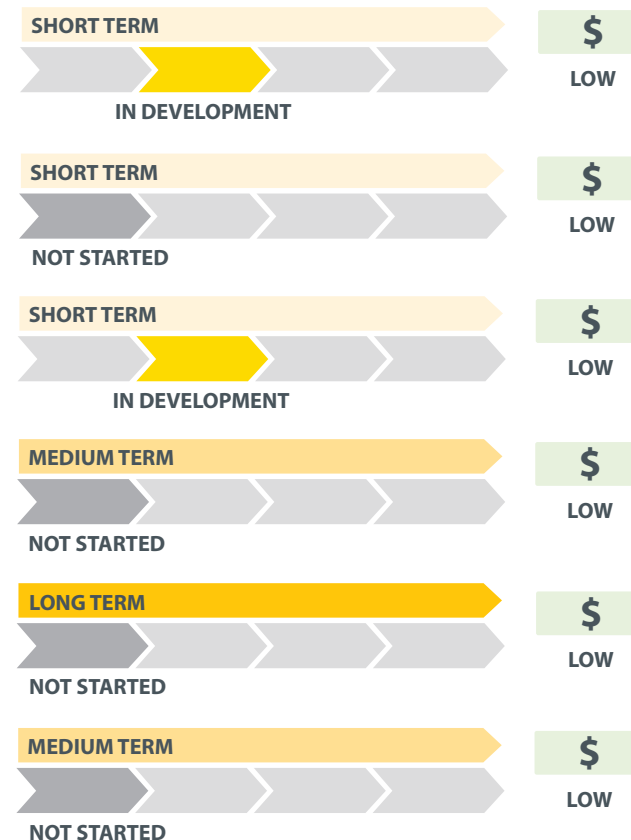 SHORT TERM
$
LOW
IN DEVELOPMENT
SHORT TERM
$
LOW
NOT STARTED
SHORT TERM
$
LOW
IN DEVELOPMENT
MEDIUM TERM
$
LOW
NOT STARTED
LONG TERM
$
LOW
NOT STARTED
MEDIUM TERM
$
LOW
NOT STARTED